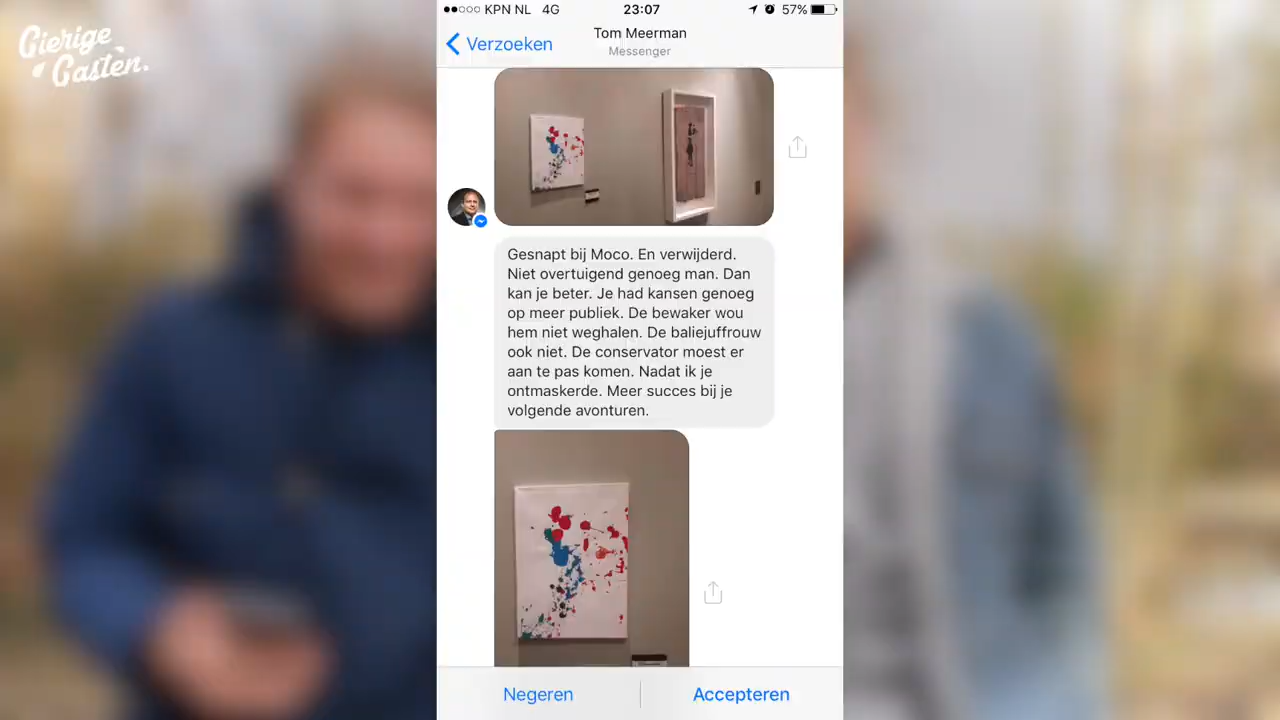 Gierige
Gasten.
KPN NL 4G 23:07 57%
Verzoeken
Tom Meerman
Messenger
Gesnapt bij Moco. En verwijderd.
Niet overtuigend genoeg man. Dan
kan je beter. Je had kansen genoeg
op meer publiek. De bewaker wou
hem niet weghalen. De baliejuffrouw
ook niet. De conservator moest er
aan te pas komen. Nadat ik je
ontmaskerde. Meer succes bij je
volgende avonturen.
Negeren Accepteren